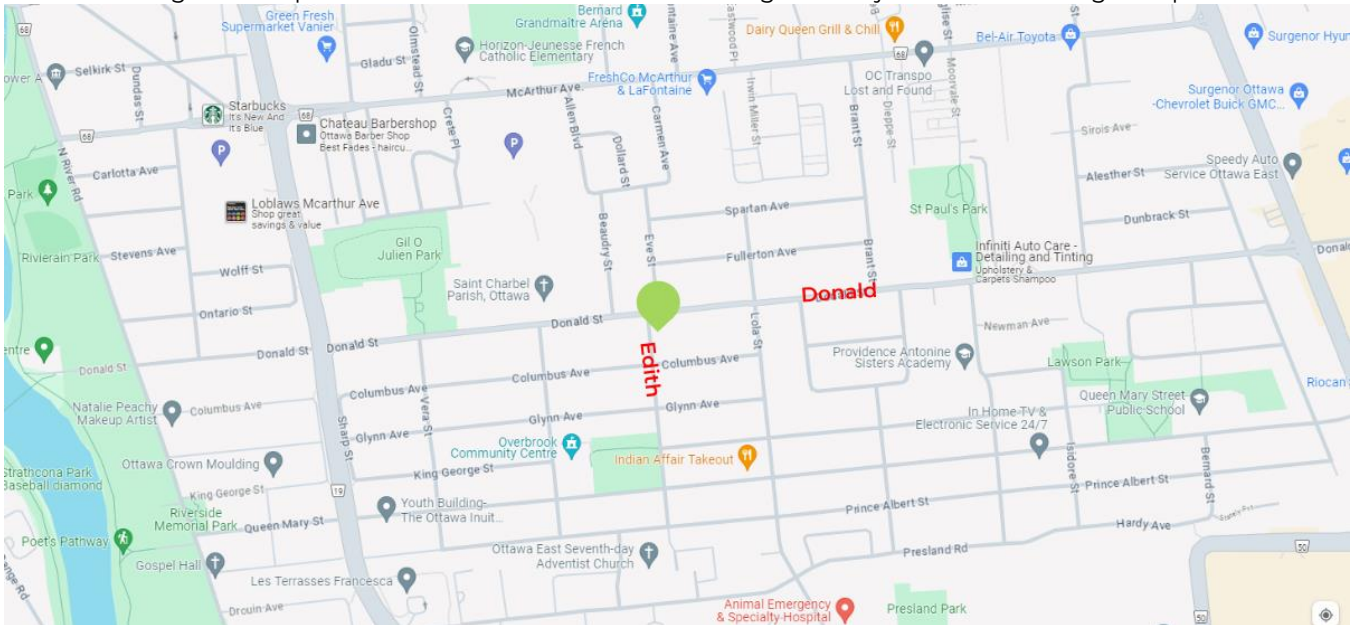 Green Fresh
Supermarket Vanier
Bernard
Grandmaître Arena
Dairy Queen Grill & Chill
68
Bel-Air Toyota
Surgenor Hyun
Horizon-Jeunesse French
Catholic Elementary
Olmstead St
Gladu St
Selkirk St
Dundas St
68
OC Transpo
Lost and Found
Moorvale St
FreshCo McArthur
& LaFontaine
McArthur Ave.
Surgenor Ottawa
-Chevrolet Buick GMC...
Starbucks
It's New And
It's Blue
68
Chateau Barbershop
Ottawa Barber Shop
Best Fades - haircu...
Crete Pl
P
P
Allen Blvd
Dollard St
Carmen Ave
Irwin Miller St
Brant St
Dieppe St
Sirois Ave
68
N River Rd
Carlotta Ave
Speedy Auto
Service Ottawa East
Alesther St
Park
Loblaws Mcarthur Ave
Shop great
savings & value
Beaudry St
Eve St
Spartan Ave
St Paul's Park
Dunbrack St
Gil O
Julien Park
Rivierain Park
Stevens Ave
Wolff St
Fullerton Ave
Brant St
Infiniti Auto Care -
Detailing and Tinting
Upholstery &
Carpets Shampoo
Donald
Saint Charbel
Parish, Ottawa
Ontario St
Donald St
Donald
Lola St
Newman Ave
Donald St
Donald St
Donald St
Edith
Columbus Ave
Columbus Ave
Columbus Ave
Columbus Ave
Providence Antonine
Sisters Academy
Lawson Park
Riocan
Natalie Peachy
Makeup Artist
Vera St
Sharp St
Glynn Ave
Glynn Ave
Glynn Ave
Queen Mary Street
Public School
In Home TV &
Electronic Service 24/7
Overbrook
Community Centre
Indian Affair Takeout
Ottawa Crown Moulding
King George St
King George St
Strathcona Park
Baseball diamond
19
Isidore St
Bernard St
Prince Albert St
Prince Albert St
Riverside
Memorial Park
Queen Mary St
Youth Building-
The Ottawa Inuit...
Hardy Ave
Poet's Pathway
Gospel Hall
Ottawa East Seventh-day
Adventist Church
Presland Rd
50
Les Terrasses Francesca
Drouin Ave
Animal Emergency
& Specialty Hospital
Presland Park
50